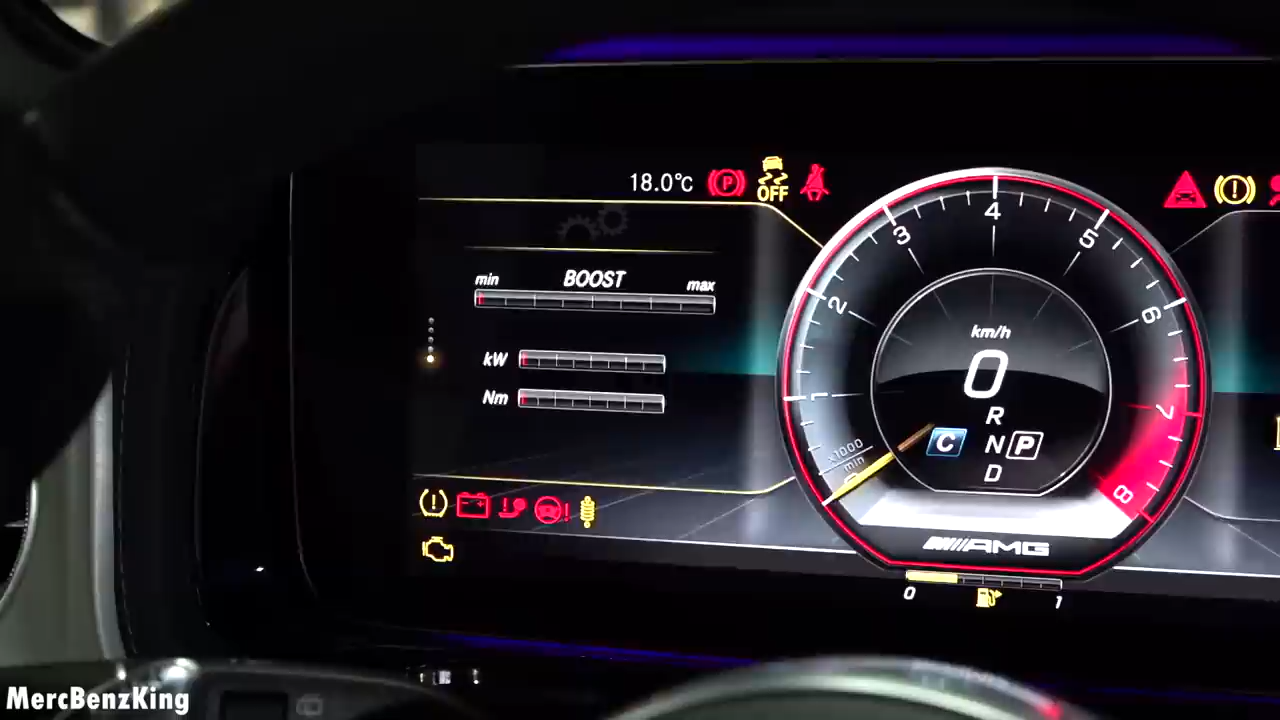 18.0°C
P
OFF
min BOOST max
kW
Nm
1
2
3
4
5
6
7
8
x1000
min
km/h
0
R
C N P
D
AMG
0 1
MercBenzKing